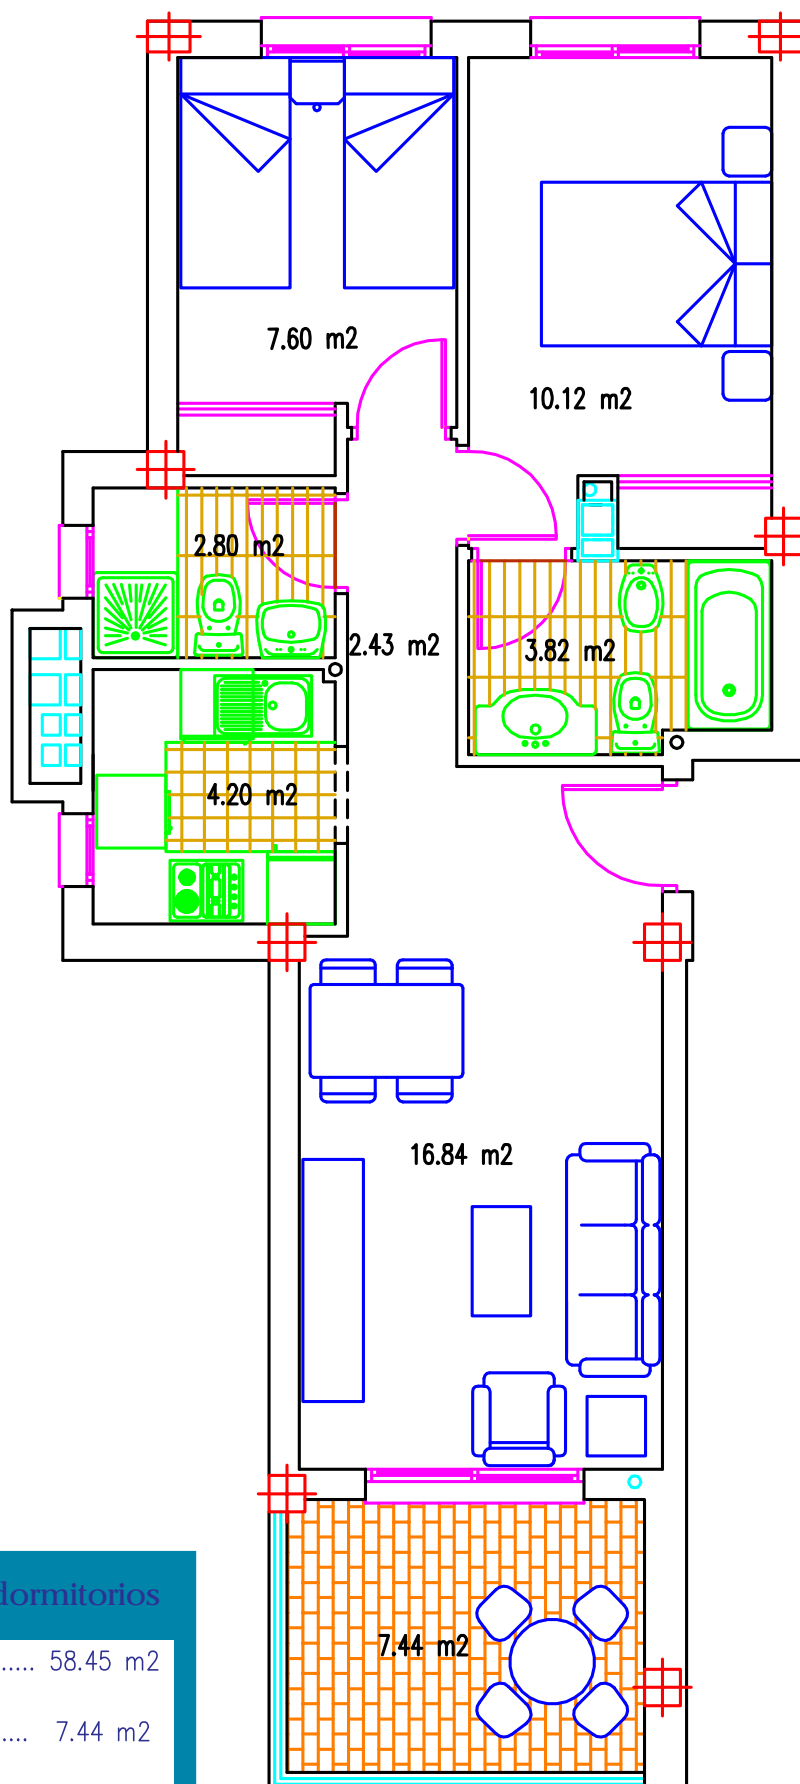 7.60 m2
10.12 m2
2.80 m2
2.43 m2
3.82 m2
4.20 m2
16.84 m2
7.44 m2
dormitorios
..... 58.45 m2
.... 7.44 m2